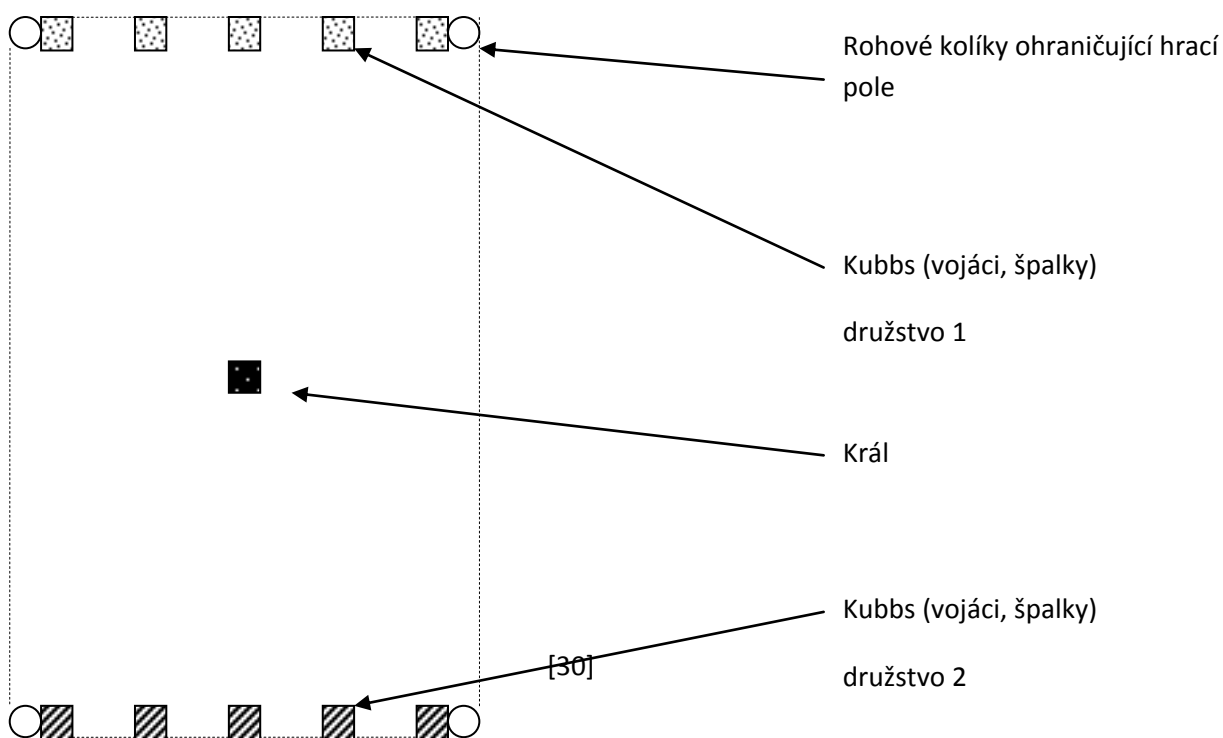 Rohové kolíky ohraničující hrací
pole
Kubbs (vojáci, špalky)
družstvo 1
Král
Kubbs (vojáci, špalky)
[30]
družstvo 2